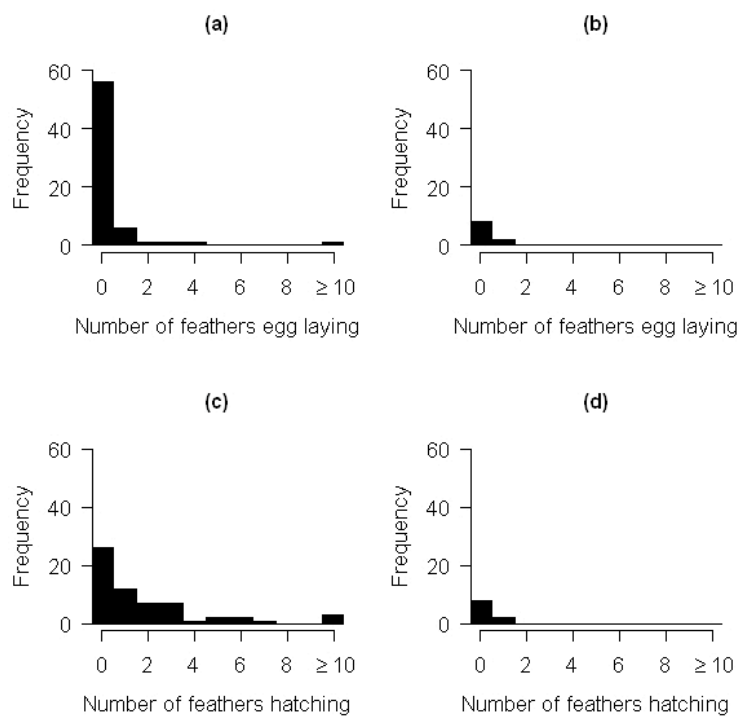 (a)
60
40
20
0
Frequency
0 2 4 6 8 ≥ 10
Number of feathers egg laying
(b)
60
40
20
0
Frequency
0 2 4 6 8 ≥ 10
Number of feathers egg laying
(c)
60
40
20
0
Frequency
0 2 4 6 8 ≥ 10
Number of feathers hatching
(d)
60
40
20
0
Frequency
0 2 4 6 8 ≥ 10
Number of feathers hatching